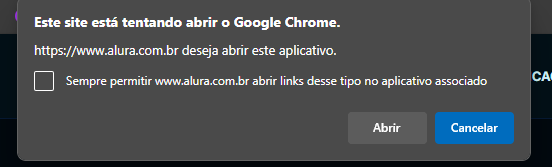 Este site está tentando abrir o Google Chrome.
https://www.alura.com.br deseja abrir este aplicativo.
Sempre permitir www.alura.com.br abrir links desse tipo no aplicativo associado
Abrir
Cancelar